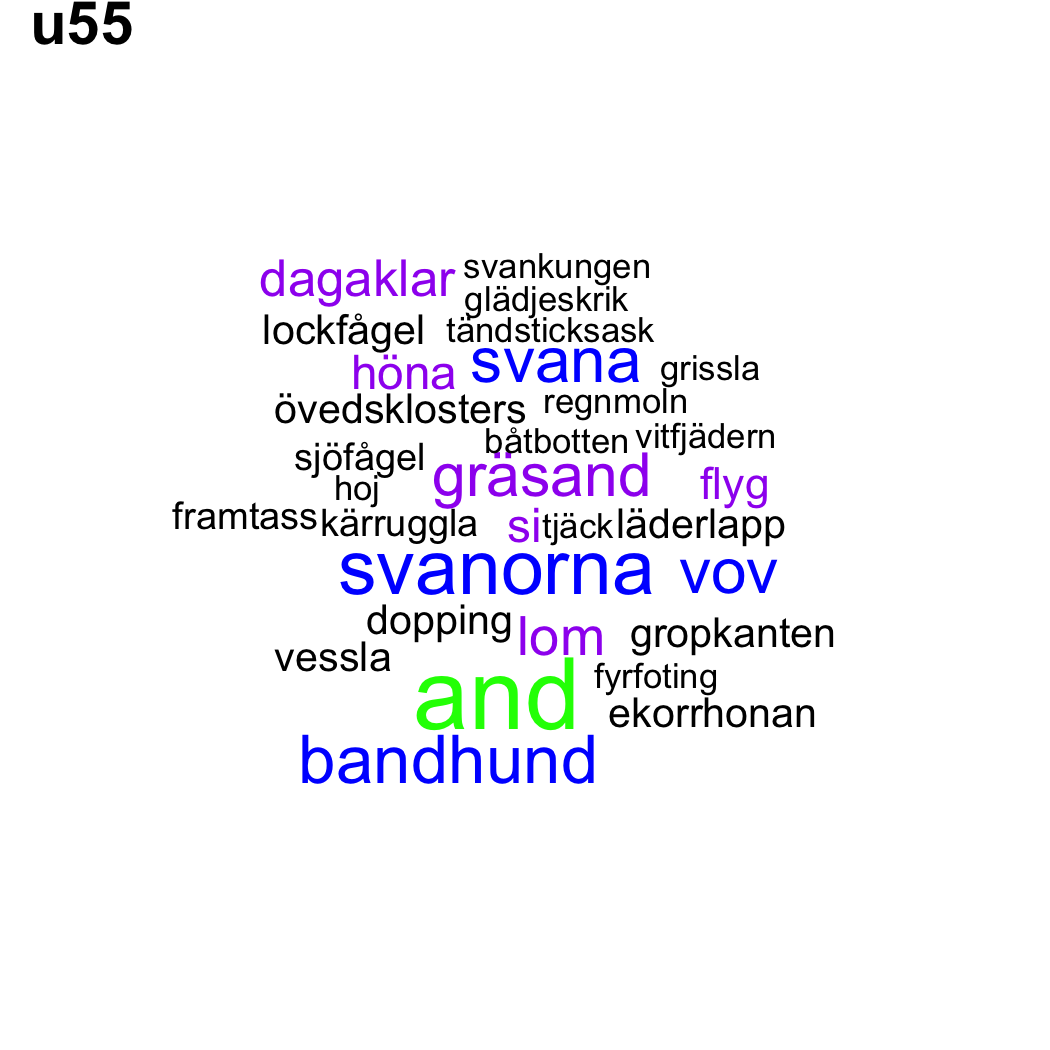 u55
dagaklar svankungen
glädjeskrik
lockfågel tändsticksask
höna svana grissla
övedsklosters regnmoln
båtbotten vitfjädern
sjöfågel gräsand flyg
hoj
framtass kärruggla si tjäck läderlapp
svanorna vov
dopping lom gropkanten
vessla
and fyrfoting
ekorrhonan
bandhund